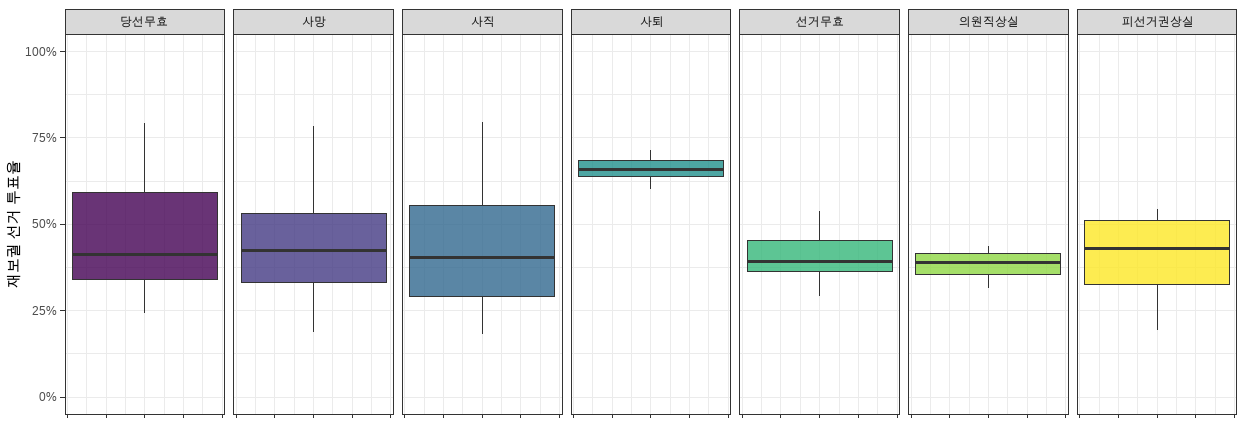 당선무효
사망
사직
사퇴
선거무효
의원직상실
피선거권상실
재보궐 선거 투표율
100%
75%
50%
25%
0%